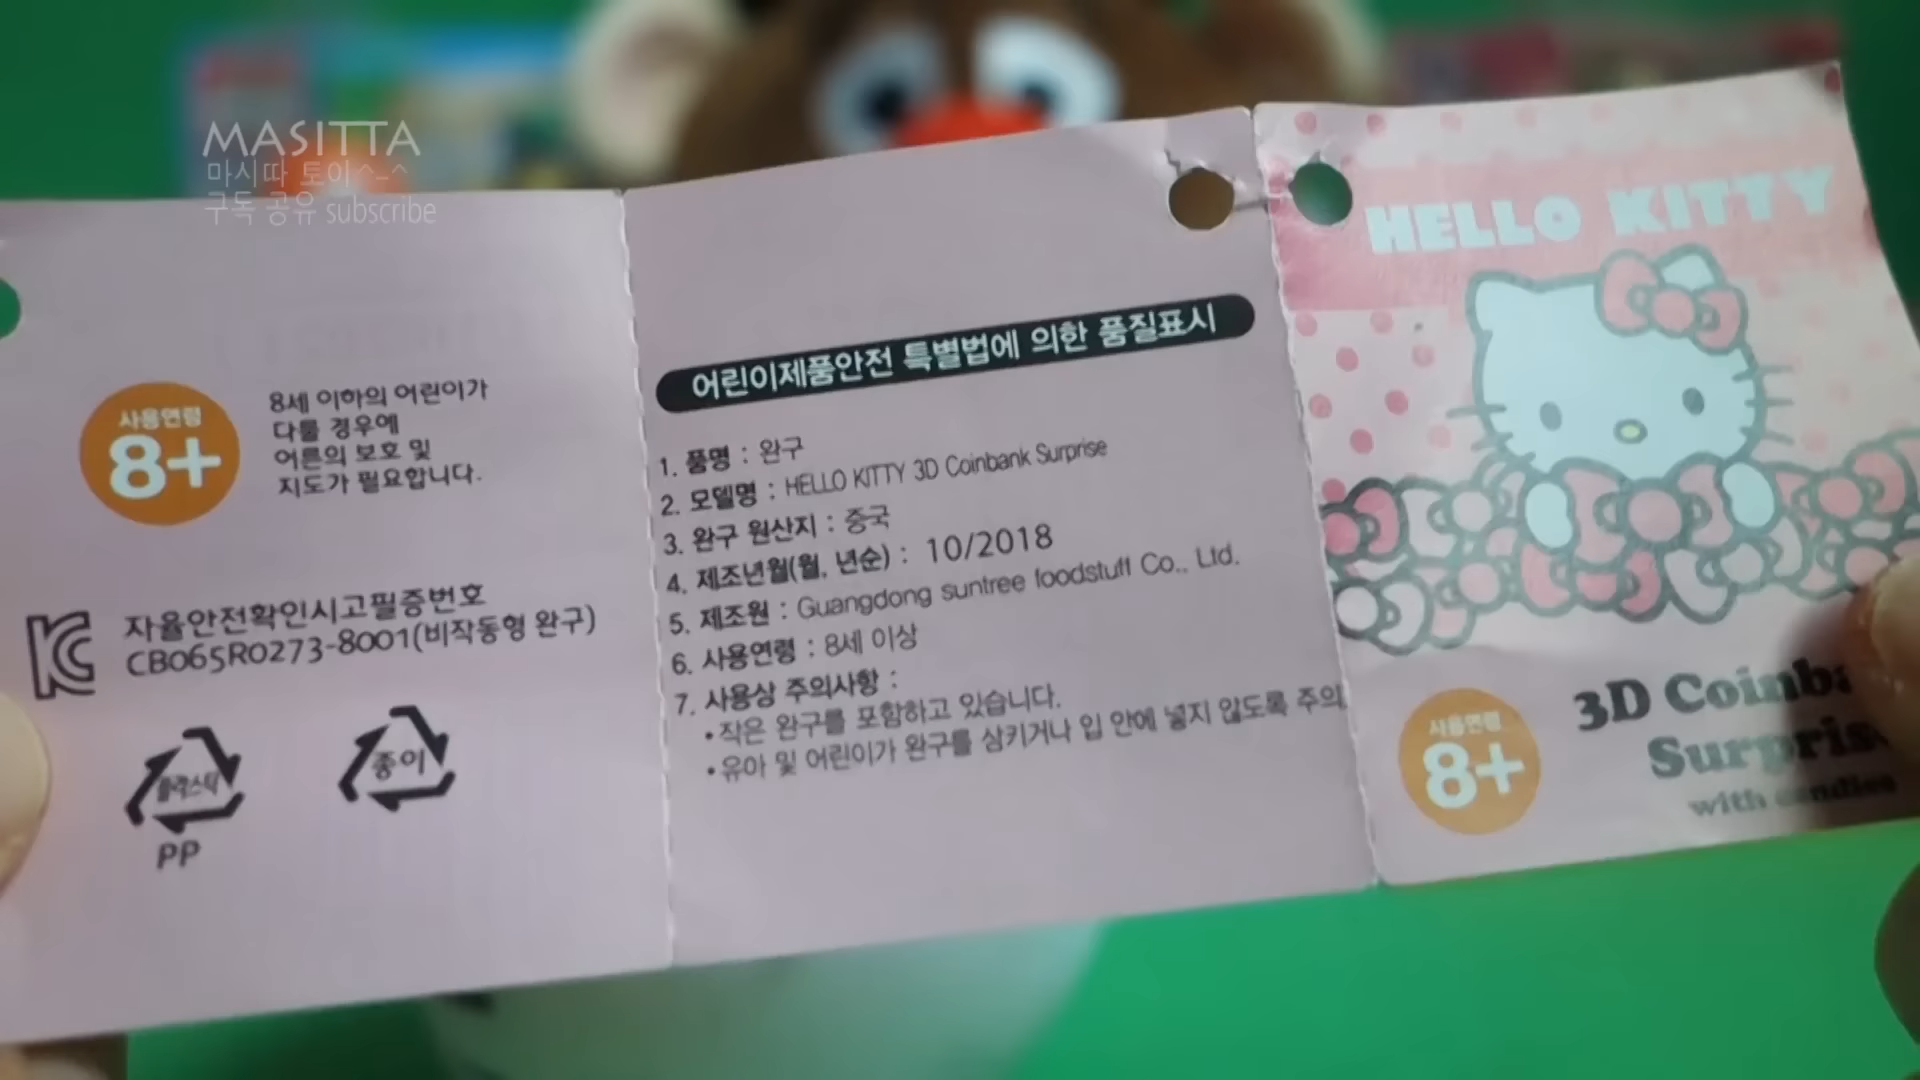 MASITTA
마시따 토이^-^
구독 공유 subscribe
사용연령
8+
8세 이하의 어린이가
다룰 경우에
어른의 보호 및
지도가 필요합니다.
자율안전확인시고필증번호
CB065R0273-8001(비작동형 완구)
플라스틱
PP
종이
어린이제품안전 특별법에 의한 품질표시
1. 품명 : 완구
2. 모델명 : HELLO KITTY 3D Coinbank Surprise
3. 완구 원산지 : 중국
4. 제조년월(월, 년순) : 10/2018
5. 제조원 : Guangdong suntree foodstuff Co., Ltd.
6. 사용연령 : 8세 이상
7. 사용상 주의사항 :
•작은 완구를 포함하고 있습니다.
•유아 및 어린이가 완구를 삼키거나 입 안에 넣지 않도록 주의
HELLO KITTY
사용연령
8+
3D Coinba
Surpris
with candies